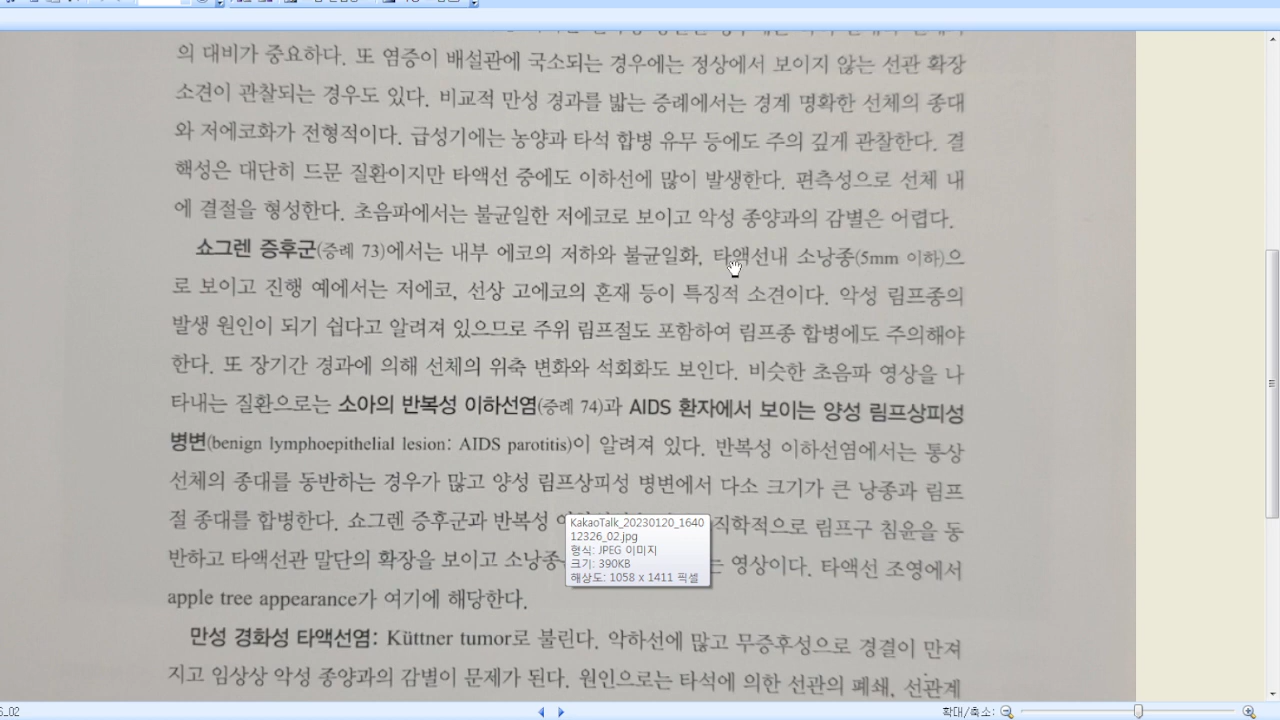 의 대비가 중요하다. 또 염증이 배설관에 국소되는 경우에는 정상에서 보이지 않는 선관 확장
소견이 관찰되는 경우도 있다. 비교적 만성 경과를 밟는 증례에서는 경계 명확한 선체의 종대
와 저에코화가 전형적이다. 급성기에는 농양과 타석 합병 유무 등에도 주의 깊게 관찰한다. 결
핵성은 대단히 드문 질환이지만 타액선 중에도 이하선에 많이 발생한다. 편측성으로 선체 내
에 결절을 형성한다. 초음파에서는 불균일한 저에코로 보이고 악성 종양과의 감별은 어렵다.
쇼그렌 증후군(증례 73)에서는 내부 에코의 저하와 불균일화, 타액선내 소낭종(5mm 이하)으
로 보이고 진행 예에서는 저에코, 선상 고에코의 혼재 등이 특징적 소견이다. 악성 림프종의
발생 원인이 되기 쉽다고 알려져 있으므로 주위 림프절도 포함하여 림프종 합병에도 주의해야
한다. 또 장기간 경과에 의해 선체의 위축 변화와 석회화도 보인다. 비슷한 초음파 영상을 나
타내는 질환으로는 소아의 반복성 이하선염(증례 74)과 AIDS 환자에서 보이는 양성 림프상피성
병변(benign lymphoepithelial lesion: AIDS parotitis)이 알려져 있다. 반복성 이하선염에서는 통상
선체의 종대를 동반하는 경우가 많고 양성 림프상피성 병변에서 다소 크기가 큰 낭종과 림프
절 종대를 합병한다. 쇼그렌 증후군과 반복성 직학적으로 림프구 침윤을 동
반하고 타액선관 말단의 확장을 보이고 소낭종 는 영상이다. 타액선 조영에서
KakaoTalk_20230120_1640
12326_02.jpg
형식: JPEG 이미지
크기: 390KB
해상도: 1058 x 1411 픽셀
apple tree appearance가 여기에 해당한다.
만성 경화성 타액선염: Küttner tumor로 불린다. 악하선에 많고 무증후성으로 경결이 만져
지고 임상상 악성 종양과의 감별이 문제가 된다. 원인으로는 타석에 의한 선관의 폐쇄, 선관계
6_02
확대/축소: